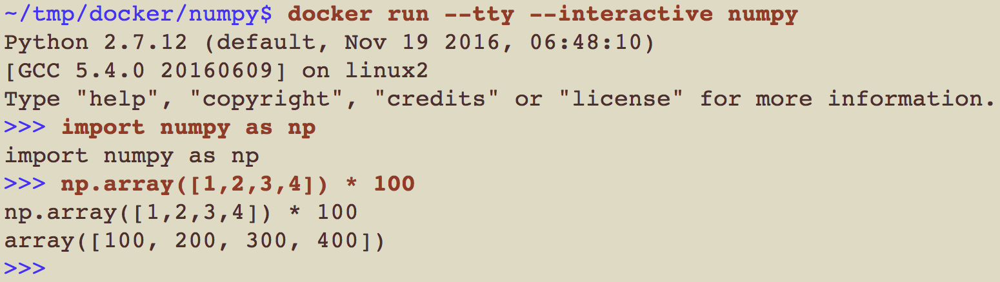 ~/tmp/docker/numpy$ docker run --tty --interactive numpy
Python 2.7.12 (default, Nov 19 2016, 06:48:10)
[GCC 5.4.0 20160609] on linux2
Type "help", "copyright", "credits" or "license" for more information.
>>> import numpy as np
import numpy as np
>>> np.array([1,2,3,4]) * 100
np.array([1,2,3,4]) * 100
array([100, 200, 300, 400])
>>>